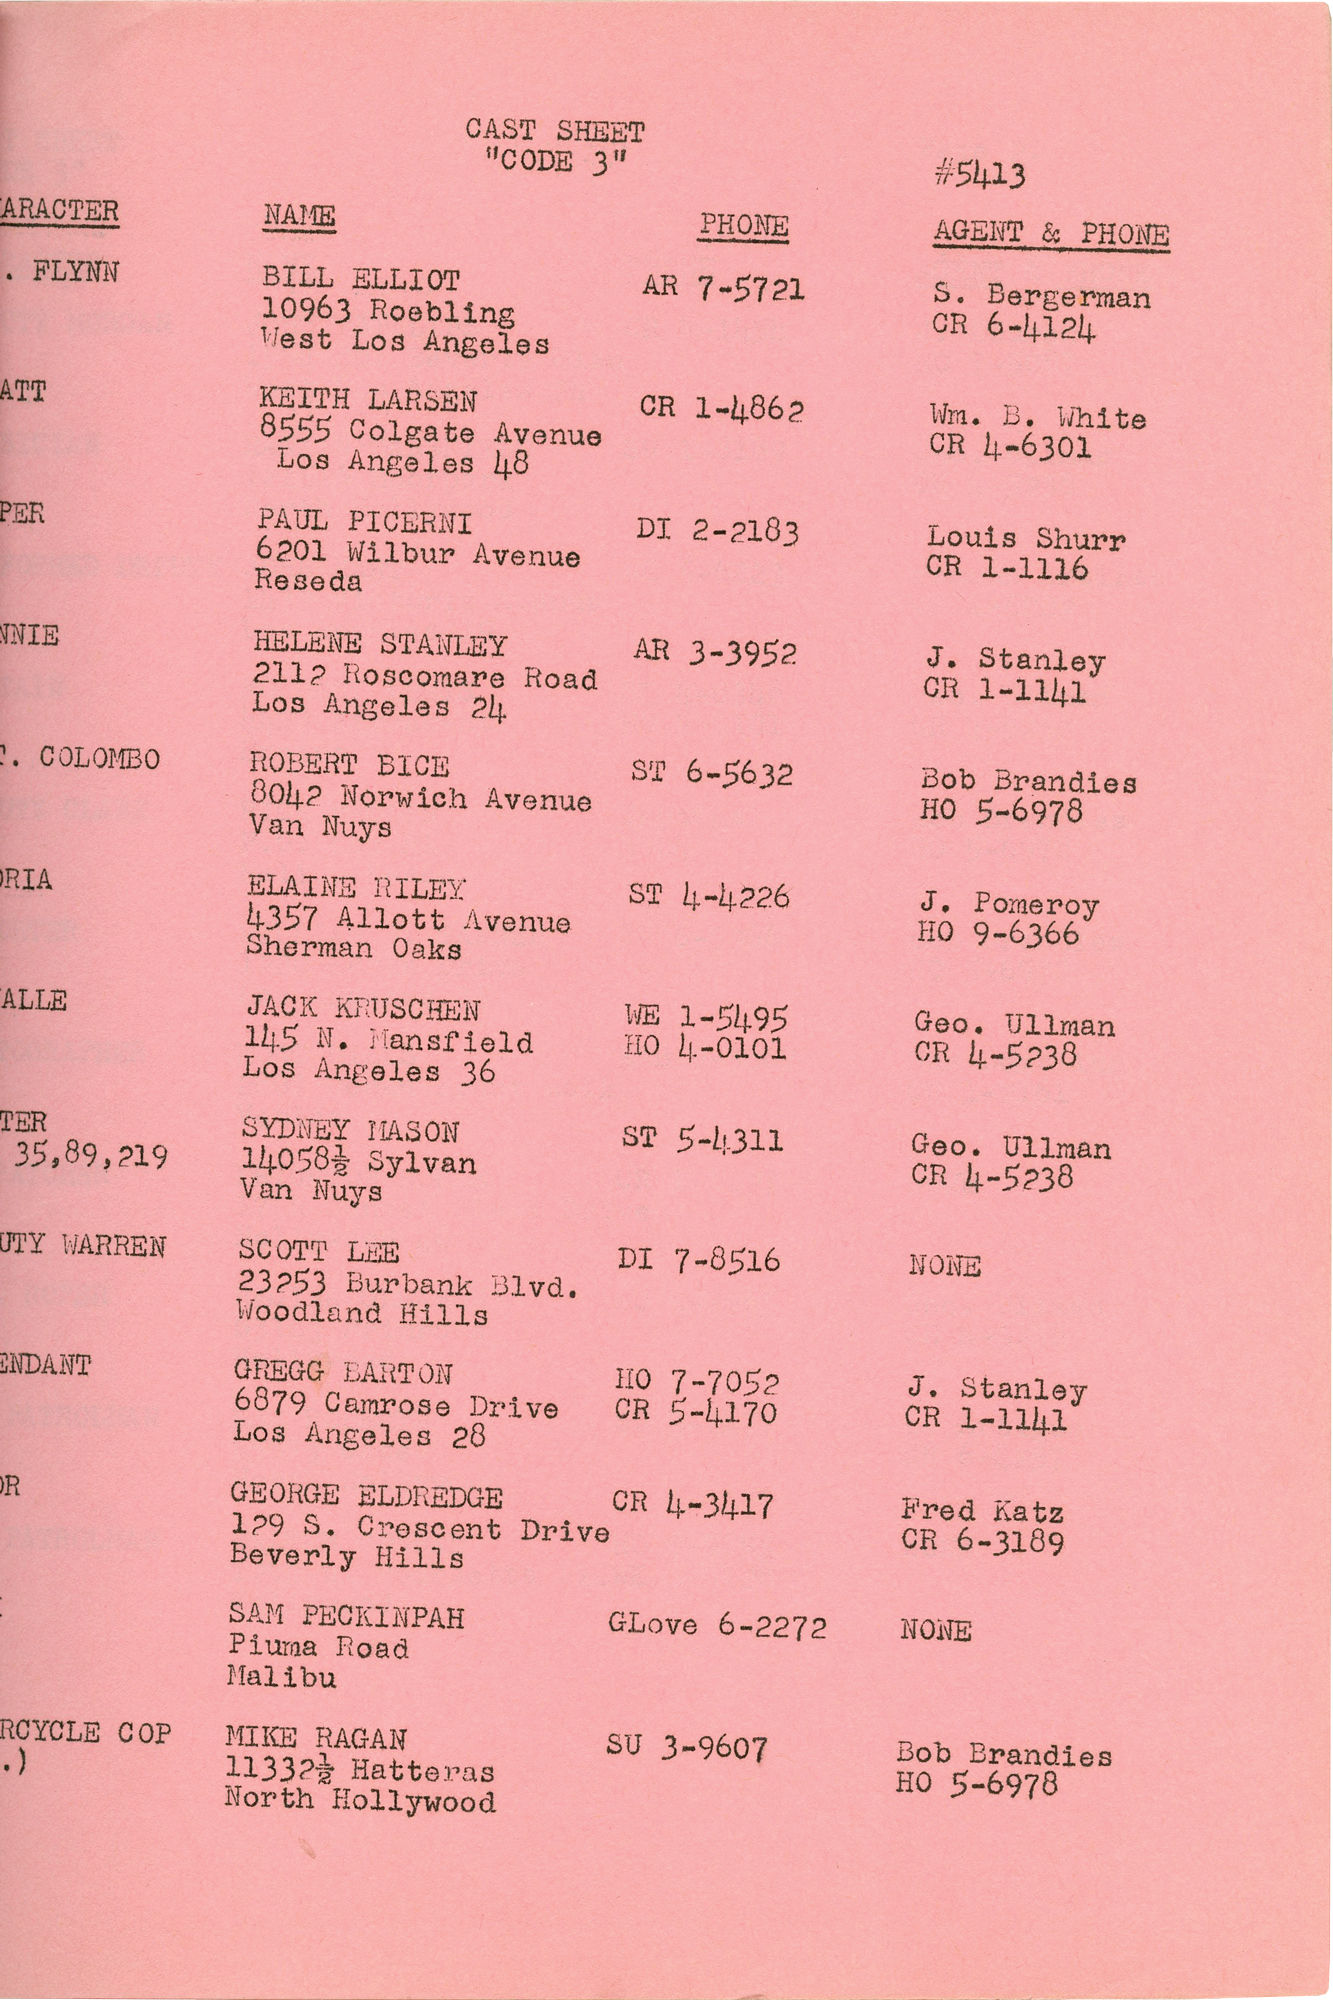 CAST SHEET
"CODE 3"
#5413
ARACTER NAME PHONE AGENT & PHONE
. FLYNN BILL ELLIOT AR 7-5721 S. Bergerman
10963 Roebling CR 6-4124
West Los Angeles
ATT KEITH LARSEN CR 1-4862 Wm. B. White
8555 Colgate Avenue CR 4-6301
Los Angeles 48
PER PAUL PICERNI DI 2-2183 Louis Shurr
6201 Wilbur Avenue CR 1-1116
Reseda
NNIE HELENE STANLEY AR 3-3952 J. Stanley
2112 Roscomare Road CR 1-1141
Los Angeles 24
T. COLOMBO ROBERT BICE ST 6-5632 Bob Brandies
8042 Norwich Avenue HO 5-6978
Van Nuys
ORIA ELAINE RILEY ST 4-4226 J. Pomeroy
4357 Allott Avenue HO 9-6366
Sherman Oaks
ALLE JACK KRUSCHEN WE 1-5495 Geo. Ullman
145 N. Mansfield HO 4-0101 CR 4-5238
Los Angeles 36
TER SYDNEY MASON ST 5-4311 Geo. Ullman
35,89,219 14058½ Sylvan CR 4-5238
Van Nuys
UTY WARREN SCOTT LEE DI 7-8516 NONE
23253 Burbank Blvd.
Woodland Hills
ENDANT GREGG BARTON HO 7-7052 J. Stanley
6879 Camrose Drive CR 5-4170 CR 1-1141
Los Angeles 28
OR GEORGE ELDREDGE CR 4-3417 Fred Katz
129 S. Crescent Drive CR 6-3189
Beverly Hills
SAM PECKINPAH GLove 6-2272 NONE
Piuma Road
Malibu
RCYCLE COP MIKE RAGAN SU 3-9607 Bob Brandies
.) 11332½ Hatteras HO 5-6978
North Hollywood